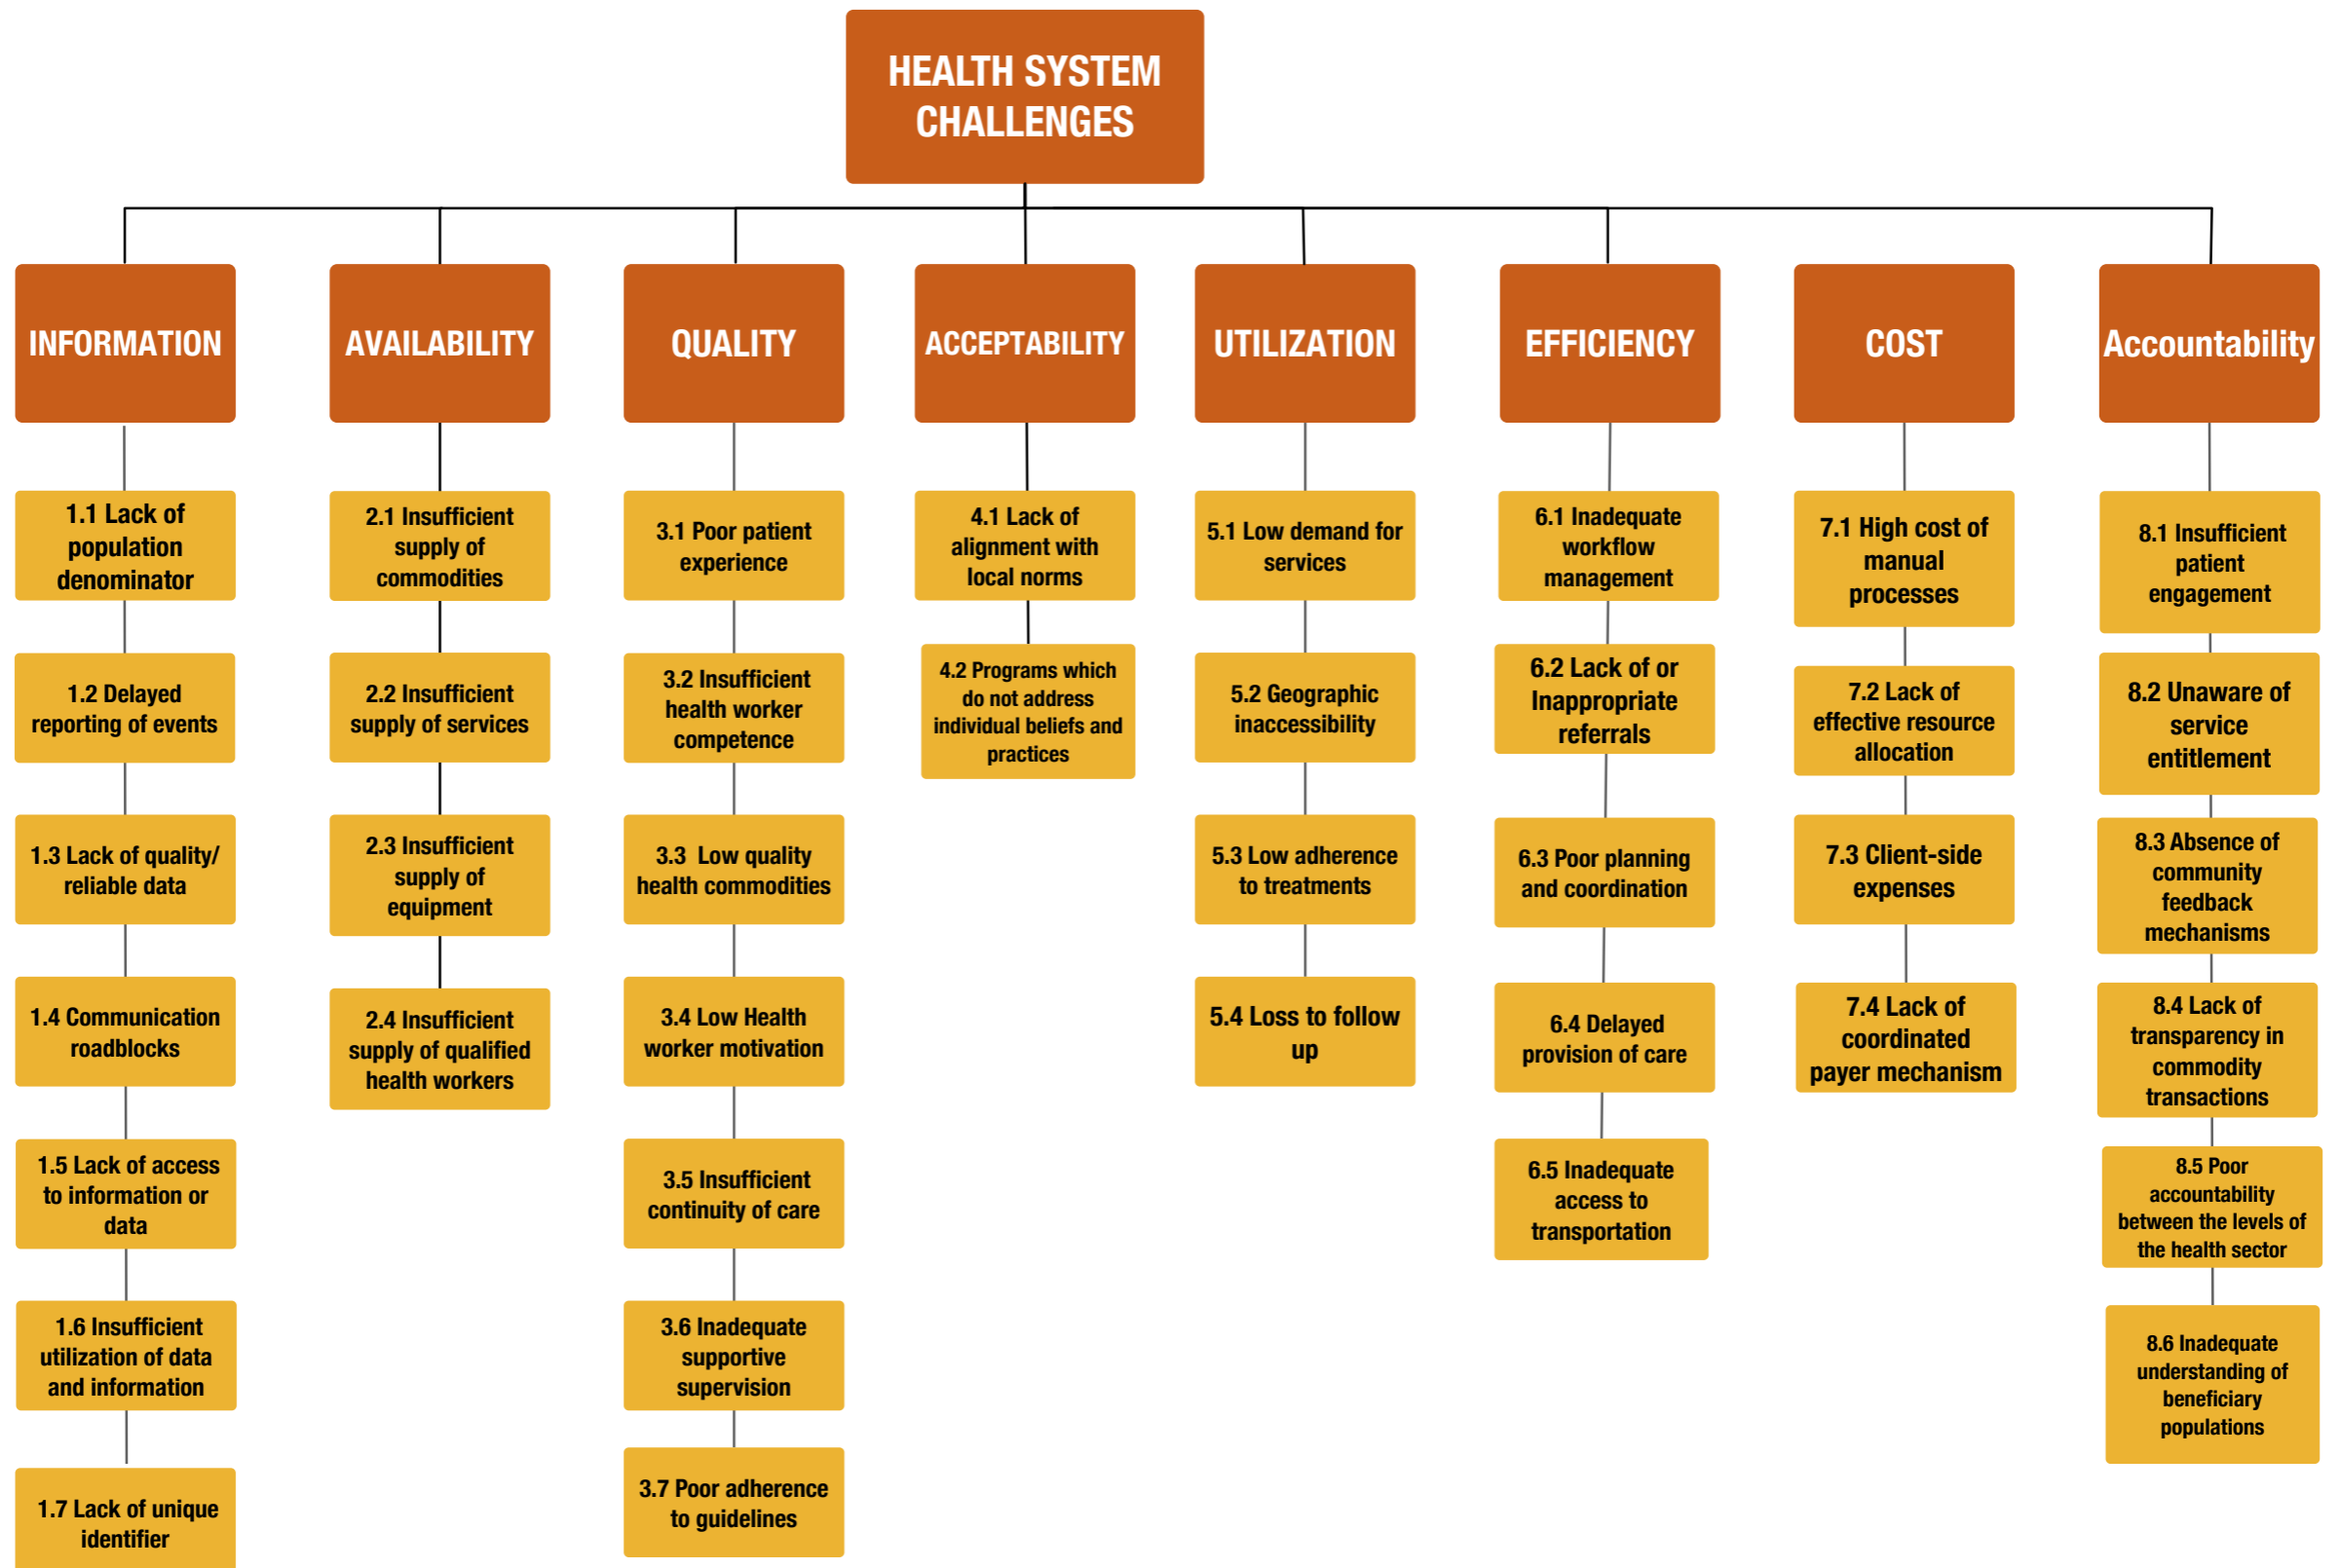 HEALTH SYSTEM
CHALLENGES
INFORMATION
AVAILABILITY
QUALITY
ACCEPTABILITY
UTILIZATION
EFFICIENCY
COST
Accountability
1.1 Lack of
population
denominator
1.2 Delayed
reporting of events
1.3 Lack of quality/
reliable data
1.4 Communication
roadblocks
1.5 Lack of access
to information or
data
1.6 Insufficient
utilization of data
and information
1.7 Lack of unique
identifier
2.1 Insufficient
supply of
commodities
2.2 Insufficient
supply of services
2.3 Insufficient
supply of
equipment
2.4 Insufficient
supply of qualified
health workers
3.1 Poor patient
experience
3.2 Insufficient
health worker
competence
3.3 Low quality
health commodities
3.4 Low Health
worker motivation
3.5 Insufficient
continuity of care
3.6 Inadequate
supportive
supervision
3.7 Poor adherence
to guidelines
4.1 Lack of
alignment with
local norms
4.2 Programs which
do not address
individual beliefs and
practices
5.1 Low demand for
services
5.2 Geographic
inaccessibility
5.3 Low adherence
to treatments
5.4 Loss to follow
up
6.1 Inadequate
workflow
management
6.2 Lack of or
Inappropriate
referrals
6.3 Poor planning
and coordination
6.4 Delayed
provision of care
6.5 Inadequate
access to
transportation
7.1 High cost of
manual
processes
7.2 Lack of
effective resource
allocation
7.3 Client-side
expenses
7.4 Lack of
coordinated
payer mechanism
8.1 Insufficient
patient
engagement
8.2 Unaware of
service
entitlement
8.3 Absence of
community
feedback
mechanisms
8.4 Lack of
transparency in
commodity
transactions
8.5 Poor
accountability
between the levels of
the health sector
8.6 Inadequate
understanding of
beneficiary
populations